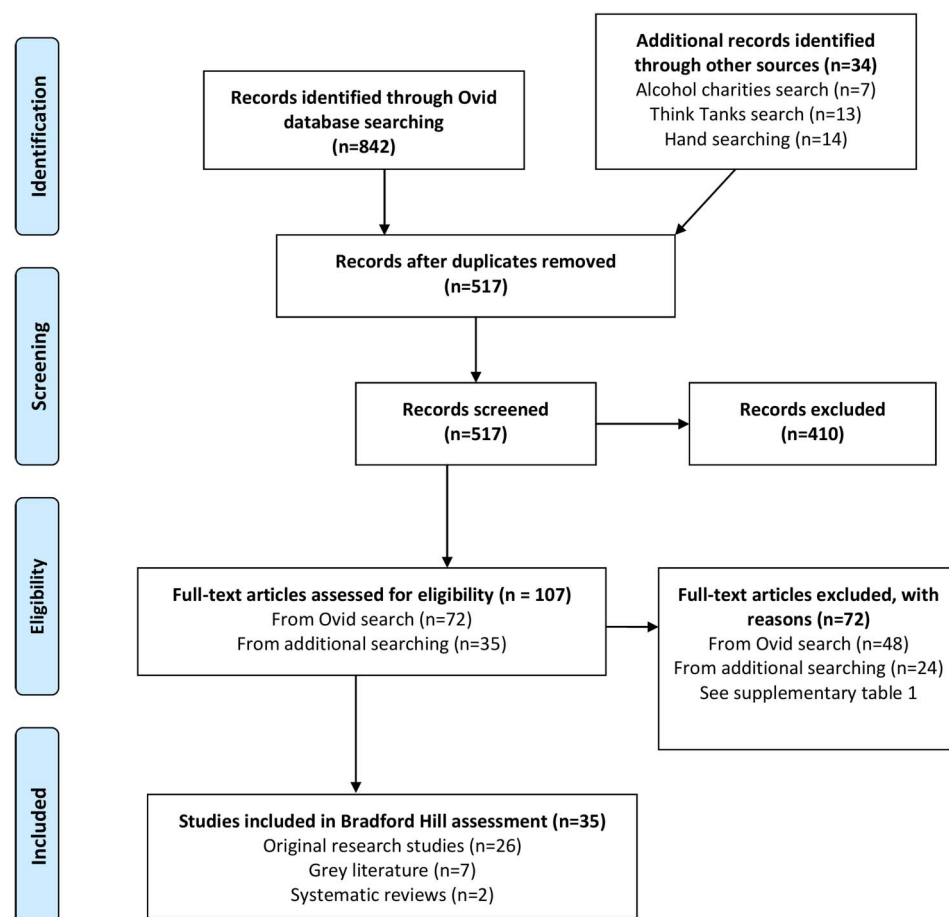 Identification
Records identified through Ovid
database searching
(n=842)
Additional records identified
through other sources (n=34)
Alcohol charities search (n=7)
Think Tanks search (n=13)
Hand searching (n=14)
Records after duplicates removed
(n=517)
Screening
Records screened
(n=517)
Records excluded
(n=410)
Eligibility
Full-text articles assessed for eligibility (n = 107)
From Ovid search (n=72)
From additional searching (n=35)
Full-text articles excluded, with
reasons (n=72)
From Ovid search (n=48)
From additional searching (n=24)
See supplementary table 1
Included
Studies included in Bradford Hill assessment (n=35)
Original research studies (n=26)
Grey literature (n=7)
Systematic reviews (n=2)